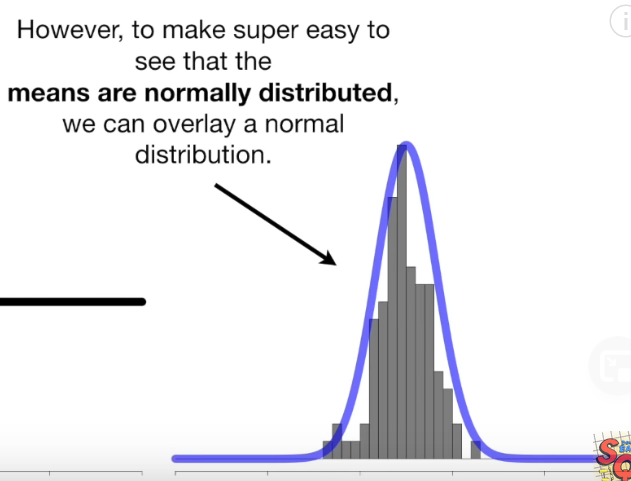 However, to make super easy to
see that the
means are normally distributed,
we can overlay a normal
distribution.